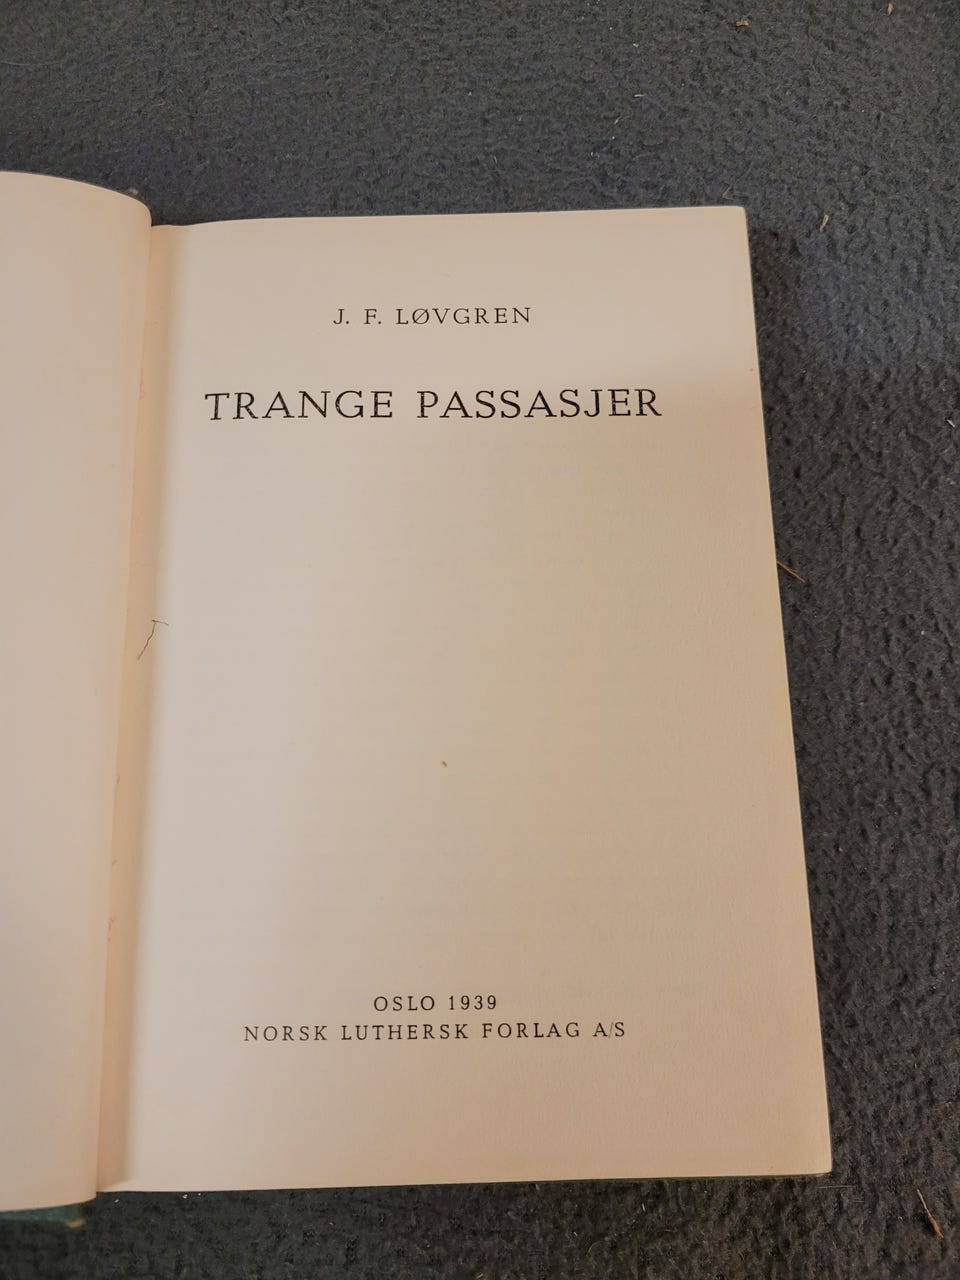 J. F. LØVGREN
TRANGE PASSASJER
OSLO 1939
NORSK LUTHERSK FORLAG A/S